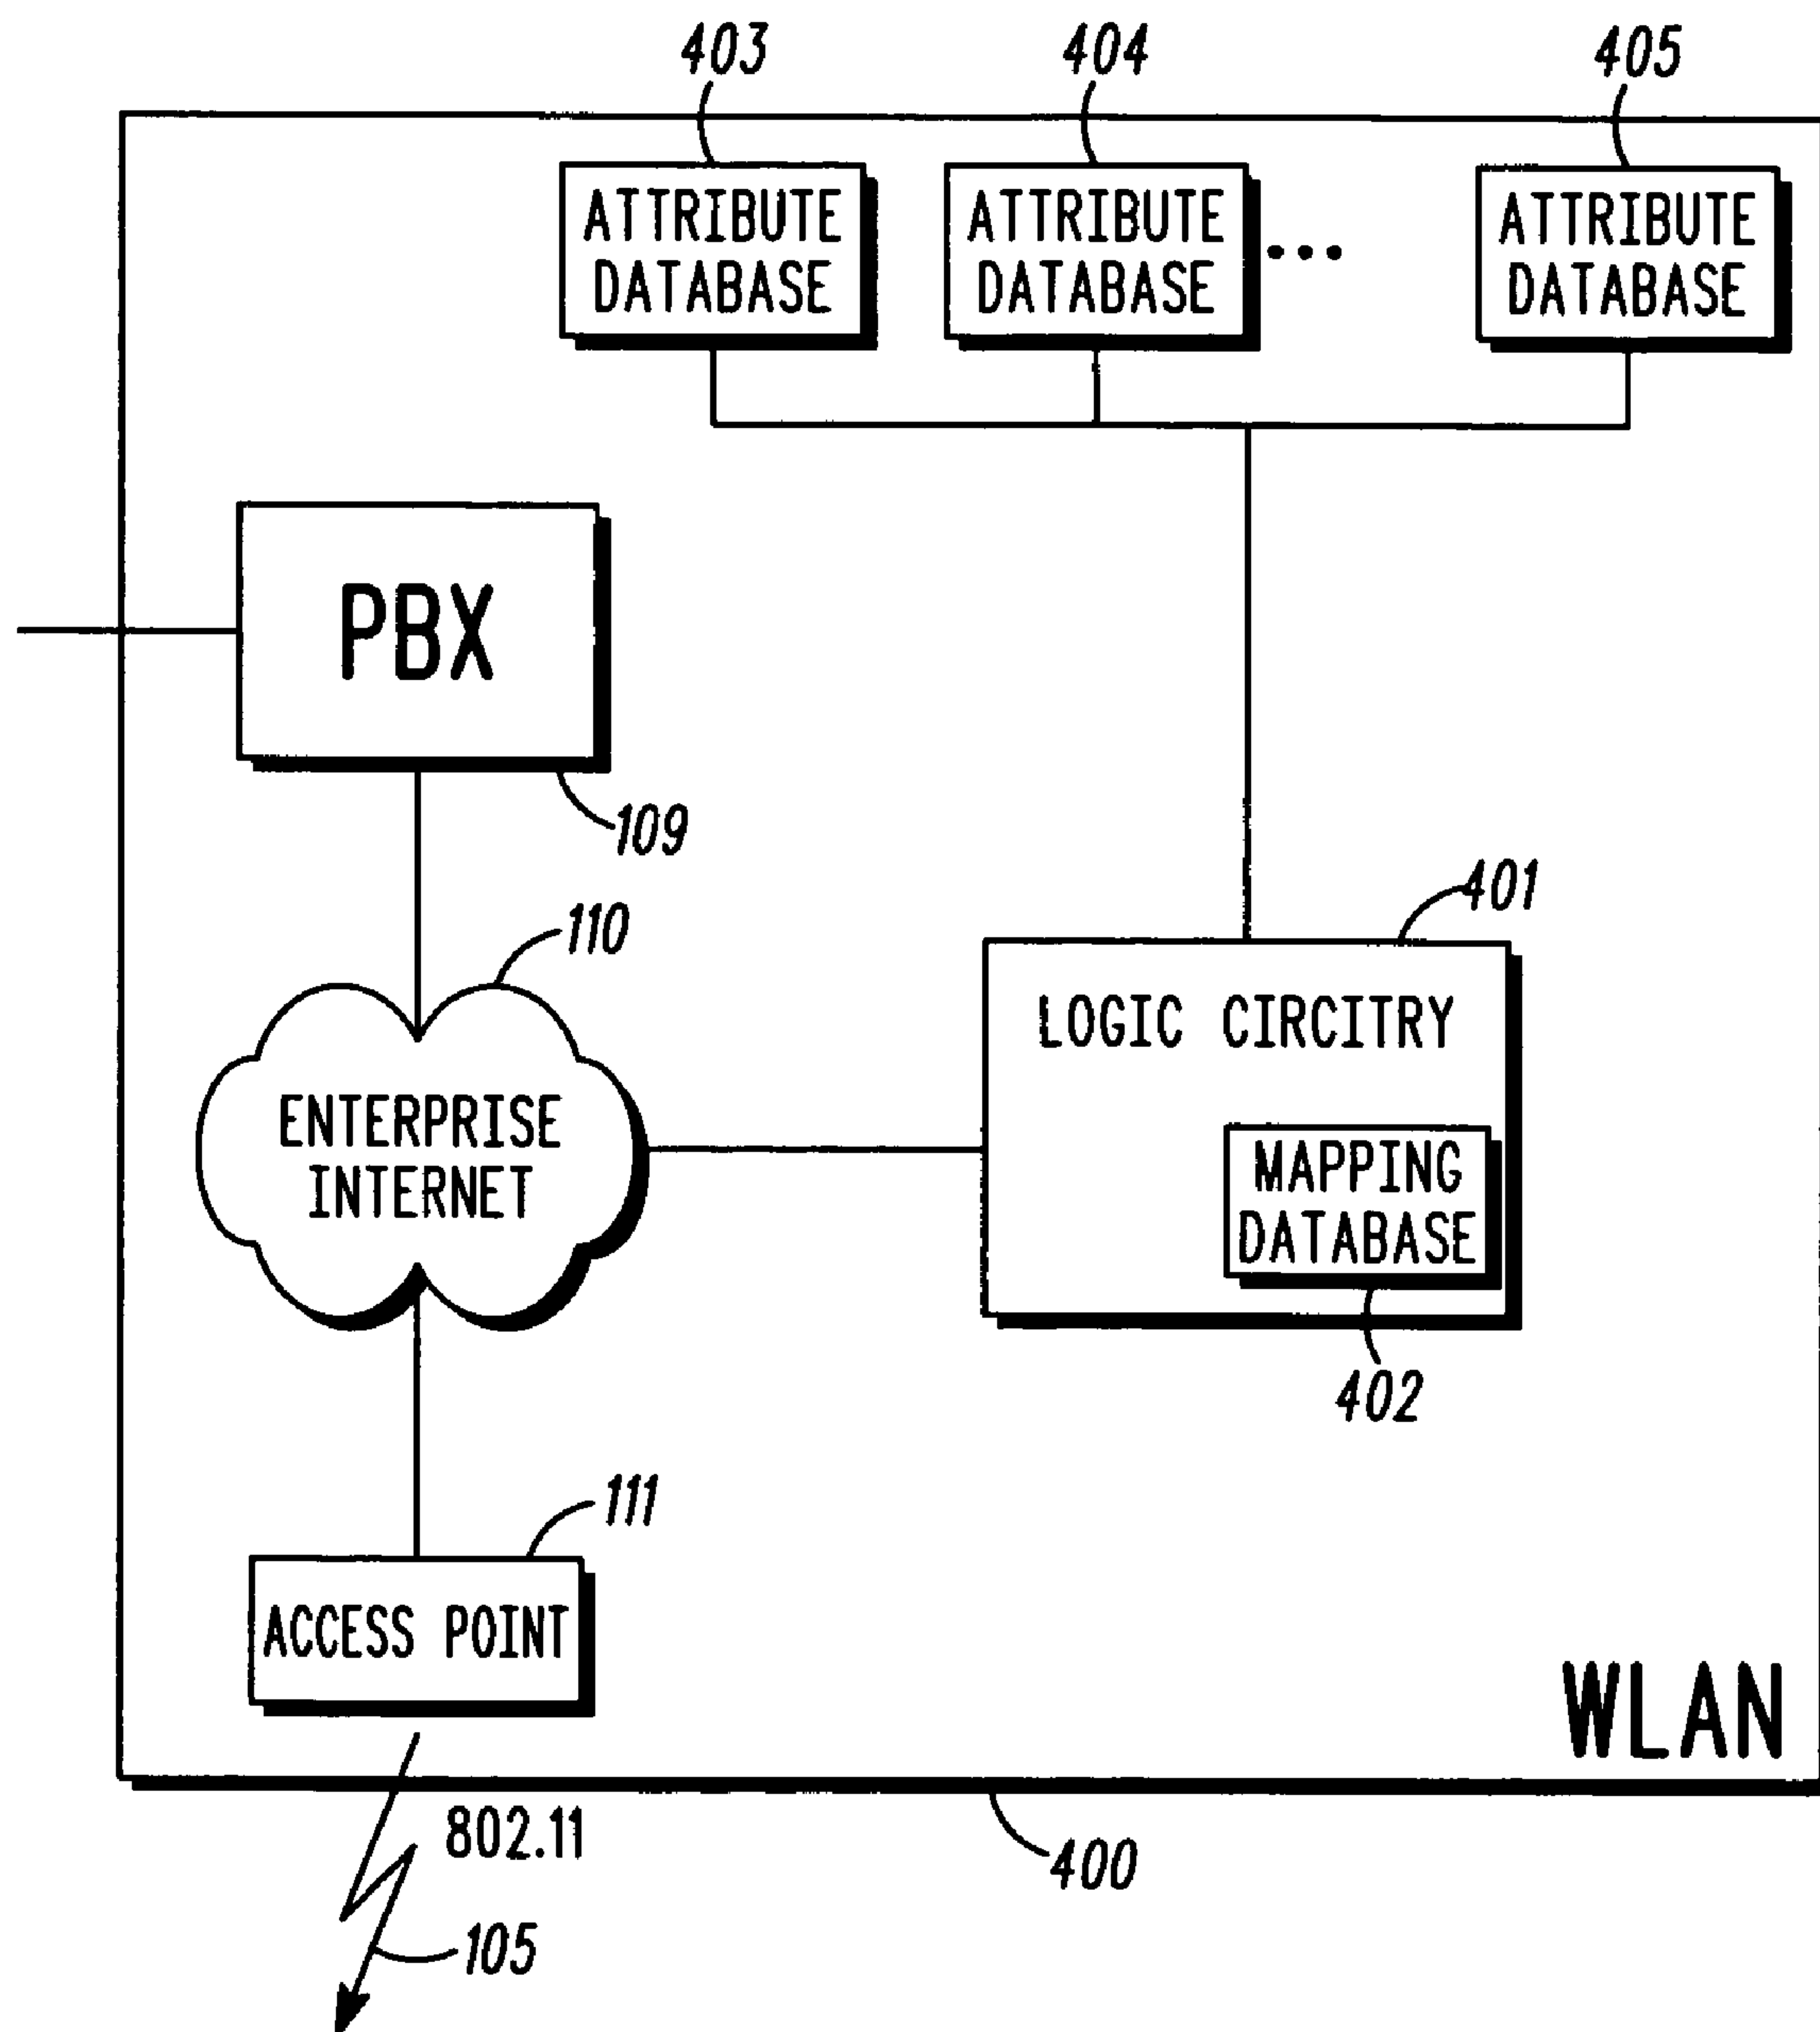 403
404
405
ATTRIBUTE
DATABASE
ATTRIBUTE
DATABASE
...
ATTRIBUTE
DATABASE
PBX
109
110
401
LOGIC CIRCITRY
ENTERPRISE
INTERNET
MAPPING
DATABASE
402
111
ACCESS POINT
WLAN
802.11
400
105